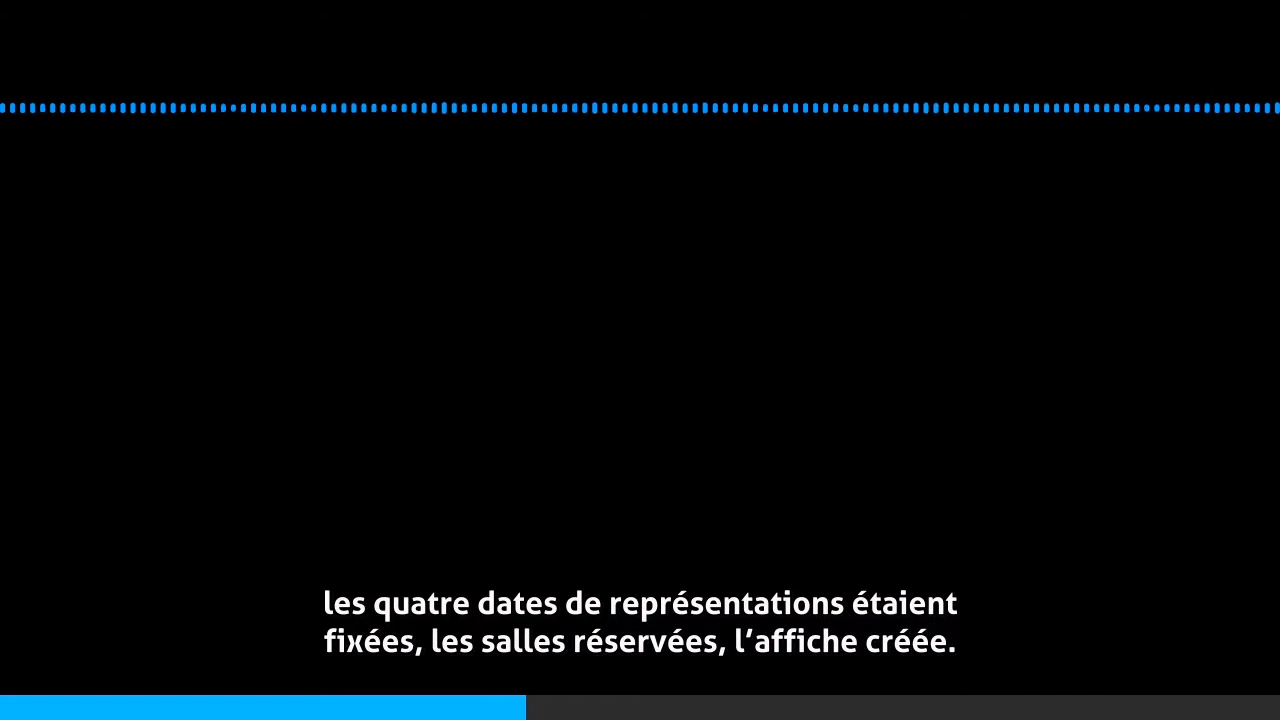 les quatre dates de représentations étaient
fixées, les salles réservées, l’affiche créée.